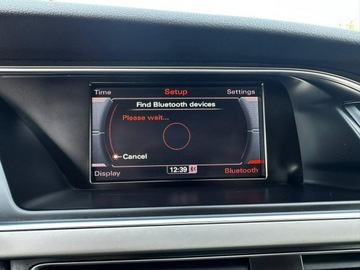 Time Setup Settings
Find Bluetooth devices
Please wait...
Cancel
Display 12:39 Bluetooth